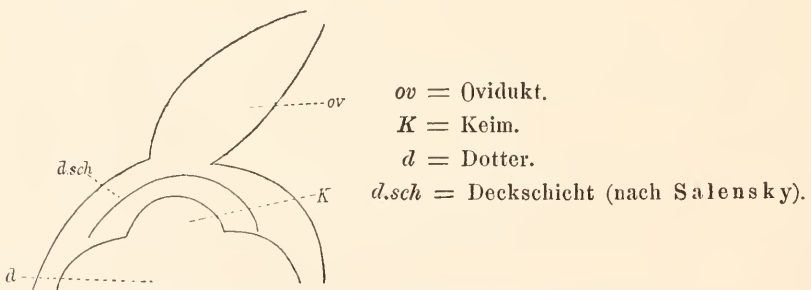 ov
ov = Ovidukt.
K = Keim.
d = Dotter.
d.sch
K
d.sch = Deckschicht (nach Salensky).
d